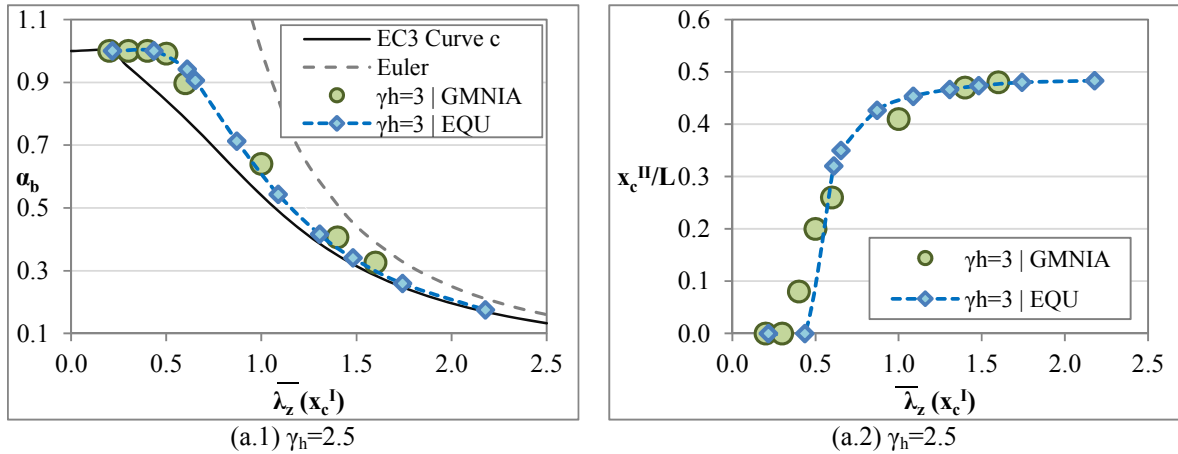 1.1
0.9
0.7
α_b
0.5
0.3
0.1
0.0 0.5 1.0 1.5 2.0 2.5
λ̅_z (x_c^I)
EC3 Curve c
Euler
γh=3 | GMNIA
γh=3 | EQU
(a.1) γ_h=2.5
0.6
0.5
0.4
x_c^II/L 0.3
0.2
0.1
0.0
0.0 0.5 1.0 1.5 2.0 2.5
λ̅_z (x_c^I)
γh=3 | GMNIA
γh=3 | EQU
(a.2) γ_h=2.5